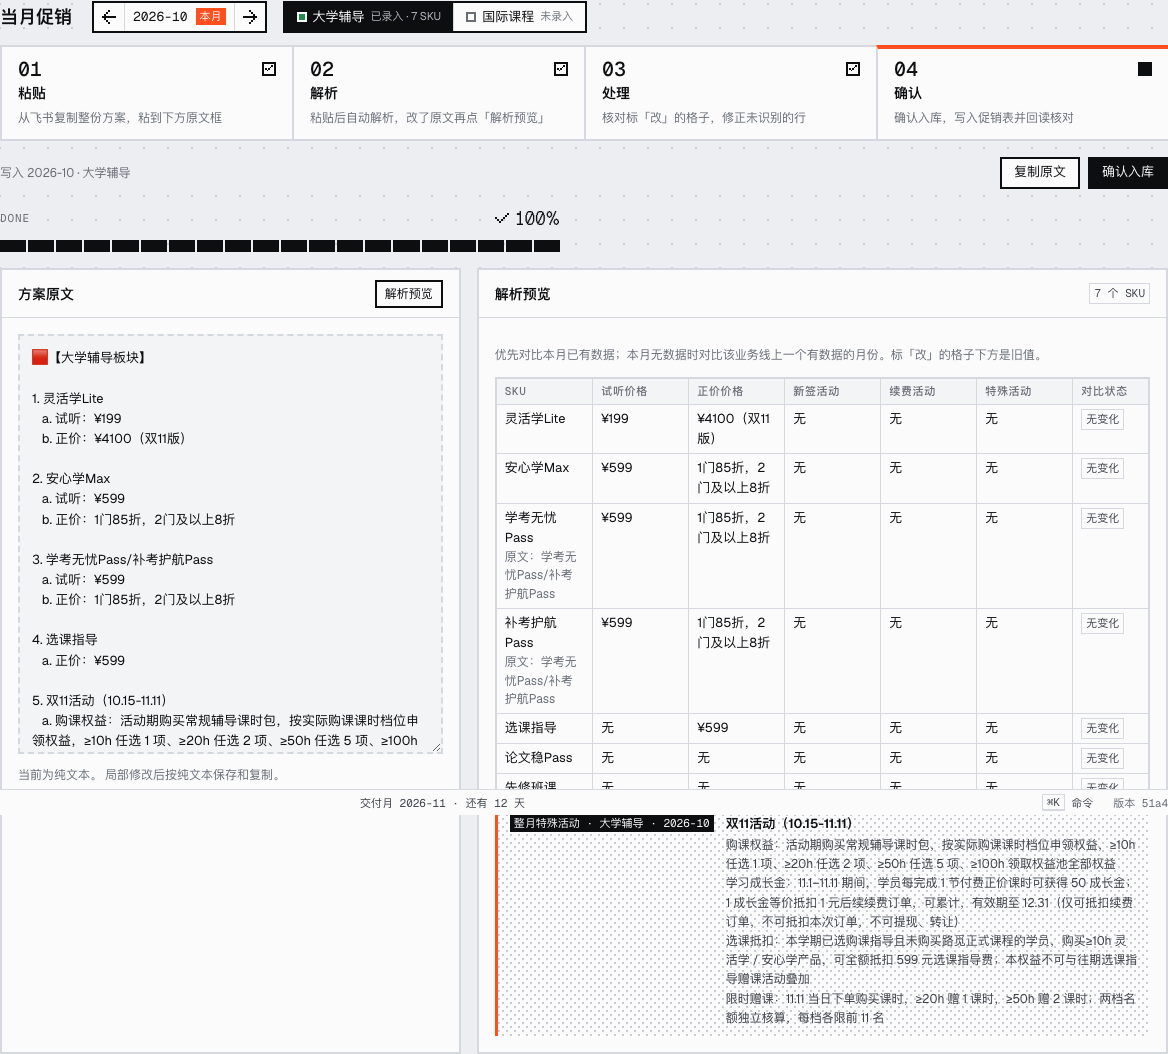 当月促销
2026-10 本月
大学辅导 已录入 · 7 SKU
国际课程 未录入
01
粘贴
从飞书复制整份方案，粘到下方原文框
02
解析
粘贴后自动解析，改了原文再点「解析预览」
03
处理
核对标「改」的格子，修正未识别的行
04
确认
确认入库，写入促销表并回读核对
写入 2026-10 · 大学辅导
复制原文
确认入库
DONE
100%
方案原文
解析预览
【大学辅导板块】
1. 灵活学Lite
a. 试听：¥199
b. 正价：¥4100（双11版）
2. 安心学Max
a. 试听：¥599
b. 正价：1门85折，2门及以上8折
3. 学考无忧Pass/补考护航Pass
a. 试听：¥599
b. 正价：1门85折，2门及以上8折
4. 选课指导
a. 正价：¥599
5. 双11活动（10.15-11.11）
a. 购课权益：活动期购买常规辅导课时包，按实际购课课时档位申
领权益，≥10h 任选 1 项、≥20h 任选 2 项、≥50h 任选 5 项、≥100h
当前为纯文本。 局部修改后按纯文本保存和复制。
解析预览
7 个 SKU
优先对比本月已有数据；本月无数据时对比该业务线上一个有数据的月份。标「改」的格子下方是旧值。
SKU 试听价格 正价价格 新签活动 续费活动 特殊活动 对比状态
灵活学Lite ¥199 ¥4100（双11 无 无 无 无变化
版）
安心学Max ¥599 1门85折，2 无 无 无 无变化
门及以上8折
学考无忧 ¥599 1门85折，2 无 无 无 无变化
Pass 门及以上8折
原文：学考无
忧Pass/补考
护航Pass
补考护航 ¥599 1门85折，2 无 无 无 无变化
Pass 门及以上8折
原文：学考无
忧Pass/补考
护航Pass
选课指导 无 ¥599 无 无 无 无变化
论文稳Pass 无 无 无 无 无 无变化
先修班课 无 无 无 无 无 无变化
交付月 2026-11 · 还有 12 天
⌘K 命令 版本 51a4
整月特殊活动 · 大学辅导 · 2026-10
双11活动（10.15-11.11）
购课权益：活动期购买常规辅导课时包，按实际购课课时档位申领权益，≥10h
任选 1 项、≥20h 任选 2 项、≥50h 任选 5 项、≥100h 领取权益池全部权益
学习成长金：11.1–11.11 期间，学员每完成 1 节付费正价课时可获得 50 成长金；
1 成长金等价抵扣 1 元后续续费订单，可累计，有效期至 12.31（仅可抵扣续费
订单，不可抵扣本次订单，不可提现、转让）
选课抵扣：本学期已选购课指导且未购买路觅正式课程的学员，购买≥10h 灵
活学 / 安心学产品，可全额抵扣 599 元选课指导费；本权益不可与往期选课指
导赠课活动叠加
限时赠课：11.11 当日下单购买课时，≥20h 赠 1 课时，≥50h 赠 2 课时；两档名
额独立核算，每档各限前 11 名